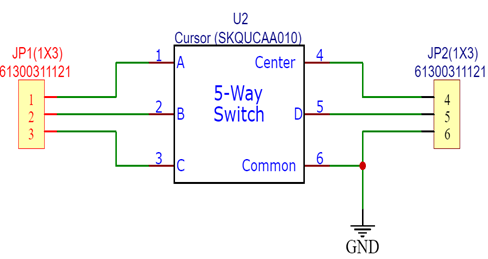 U2
Cursor (SKQUCAA010)
JP1(1X3)
61300311121
JP2(1X3)
61300311121
1 A Center 4
5-Way
Switch
2 B D 5
3 C Common 6
1
2
3
4
5
6
GND